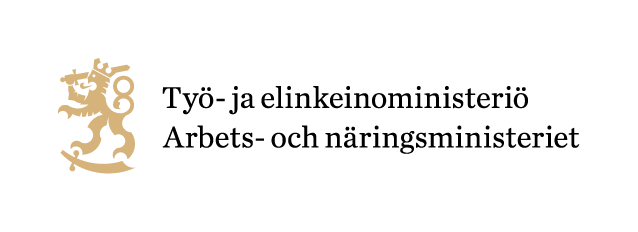 Työ- ja elinkeinoministeriö
Arbets- och näringsministeriet